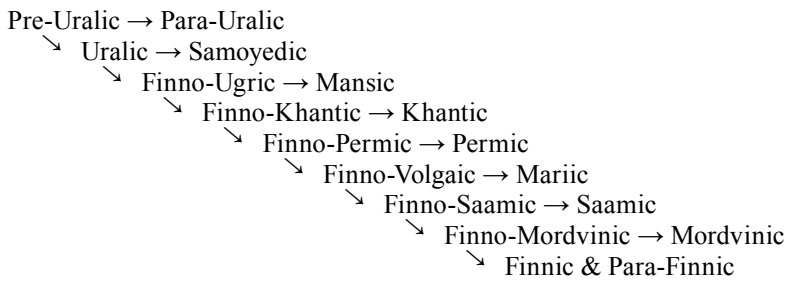 Pre-Uralic → Para-Uralic
↘ Uralic → Samoyedic
↘ Finno-Ugric → Mansic
↘ Finno-Khantic → Khantic
↘ Finno-Permic → Permic
↘ Finno-Volgaic → Mariic
↘ Finno-Saamic → Saamic
↘ Finno-Mordvinic → Mordvinic
↘ Finnic & Para-Finnic